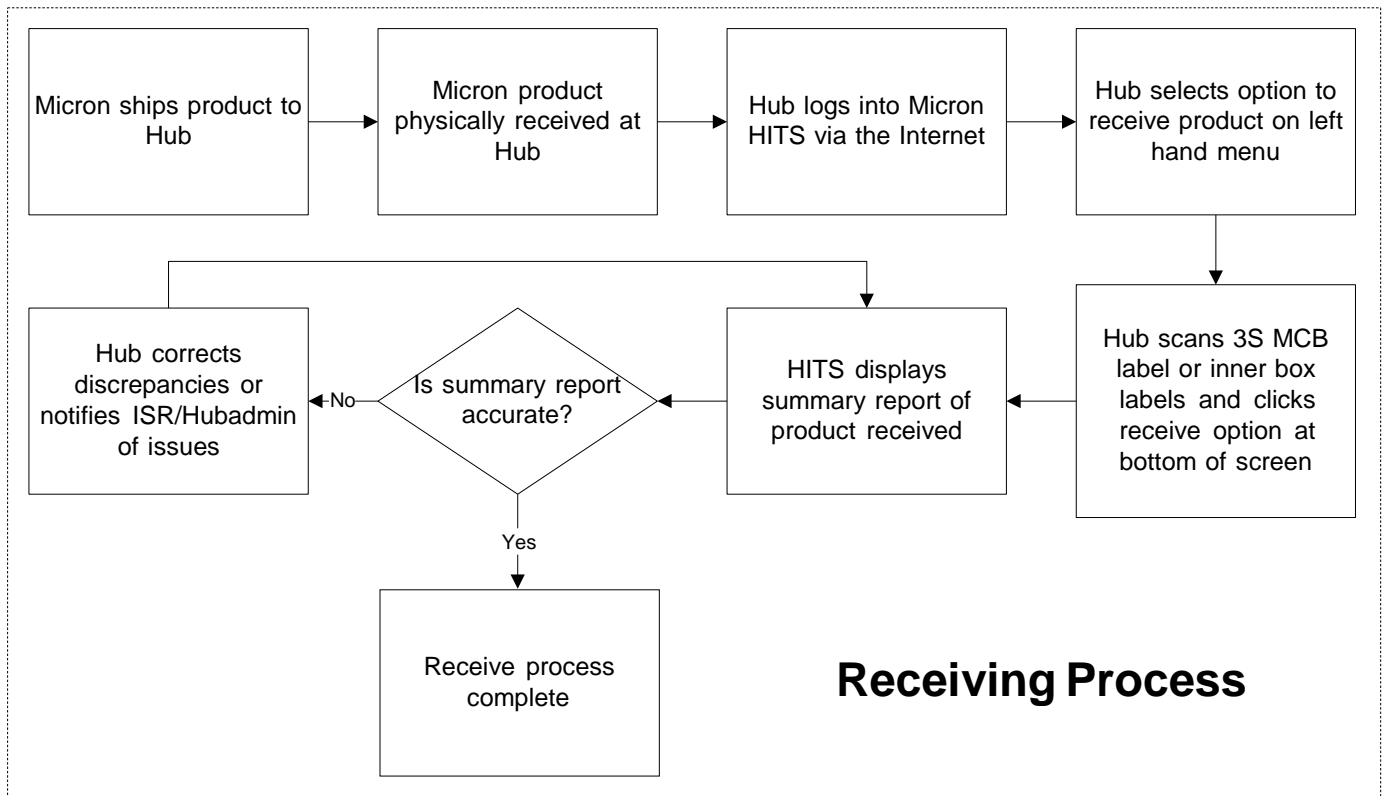 Micron ships product to
Hub
Micron product
physically received at
Hub
Hub logs into Micron
HITS via the Internet
Hub selects option to
receive product on left
hand menu
Hub scans 3S MCB
label or inner box
labels and clicks
receive option at
bottom of screen
HITS displays
summary report of
product received
Is summary report
accurate?
No
Hub corrects
discrepancies or
notifies ISR/Hubadmin
of issues
Yes
Receive process
complete
Receiving Process